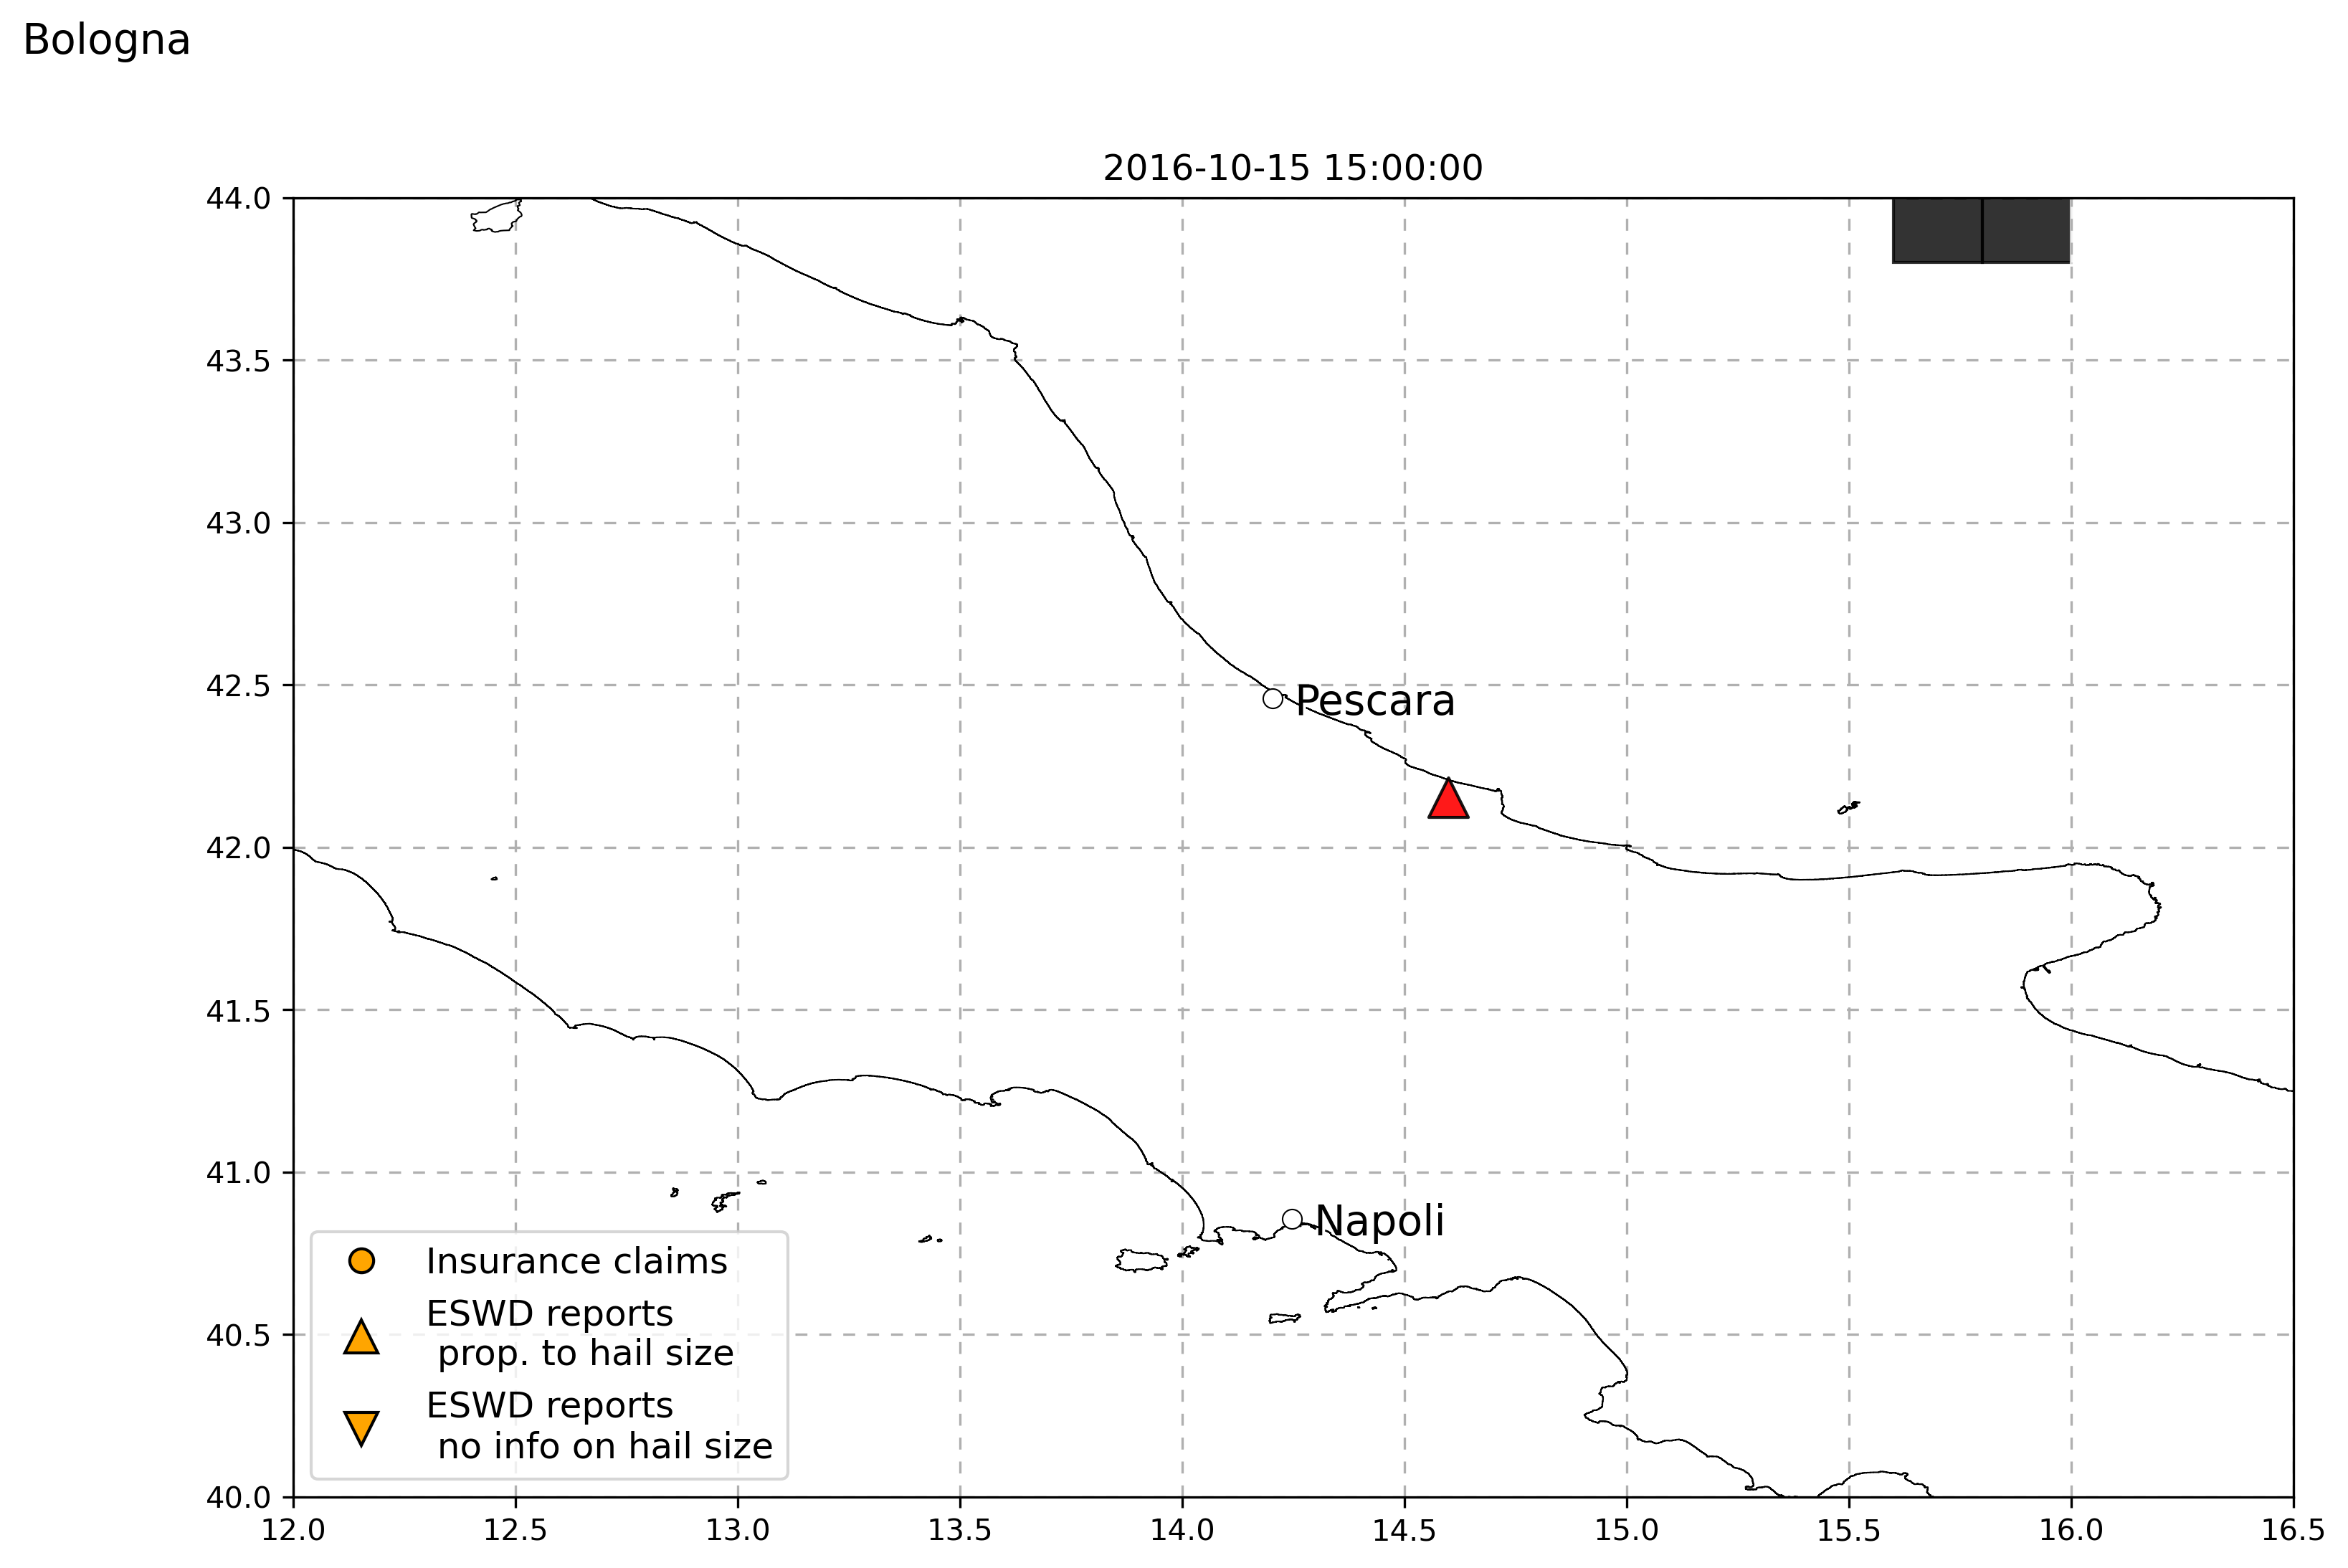 Bologna
2016-10-15 15:00:00
44.0
43.5
43.0
42.5
42.0
41.5
41.0
40.5
40.0
Pescara
Napoli
Insurance claims
ESWD reports
prop. to hail size
ESWD reports
no info on hail size
12.0 12.5 13.0 13.5 14.0 14.5 15.0 15.5 16.0 16.5